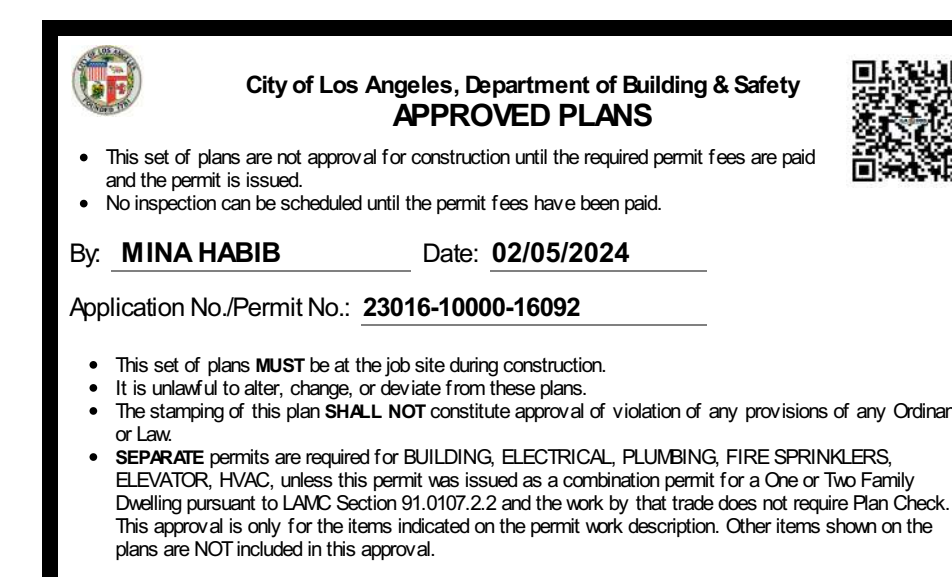 City of Los Angeles, Department of Building & Safety
APPROVED PLANS
• This set of plans are not approval for construction until the required permit fees are paid
and the permit is issued.
• No inspection can be scheduled until the permit fees have been paid.
By: MINA HABIB Date: 02/05/2024
Application No./Permit No.: 23016-10000-16092
• This set of plans MUST be at the job site during construction.
• It is unlawful to alter, change, or deviate from these plans.
• The stamping of this plan SHALL NOT constitute approval of violation of any provisions of any Ordinan
or Law.
• SEPARATE permits are required for BUILDING, ELECTRICAL, PLUMBING, FIRE SPRINKLERS,
ELEVATOR, HVAC, unless this permit was issued as a combination permit for a One or Two Family
Dwelling pursuant to LAMC Section 91.0107.2.2 and the work by that trade does not require Plan Check.
This approval is only for the items indicated on the permit work description. Other items shown on the
plans are NOT included in this approval.